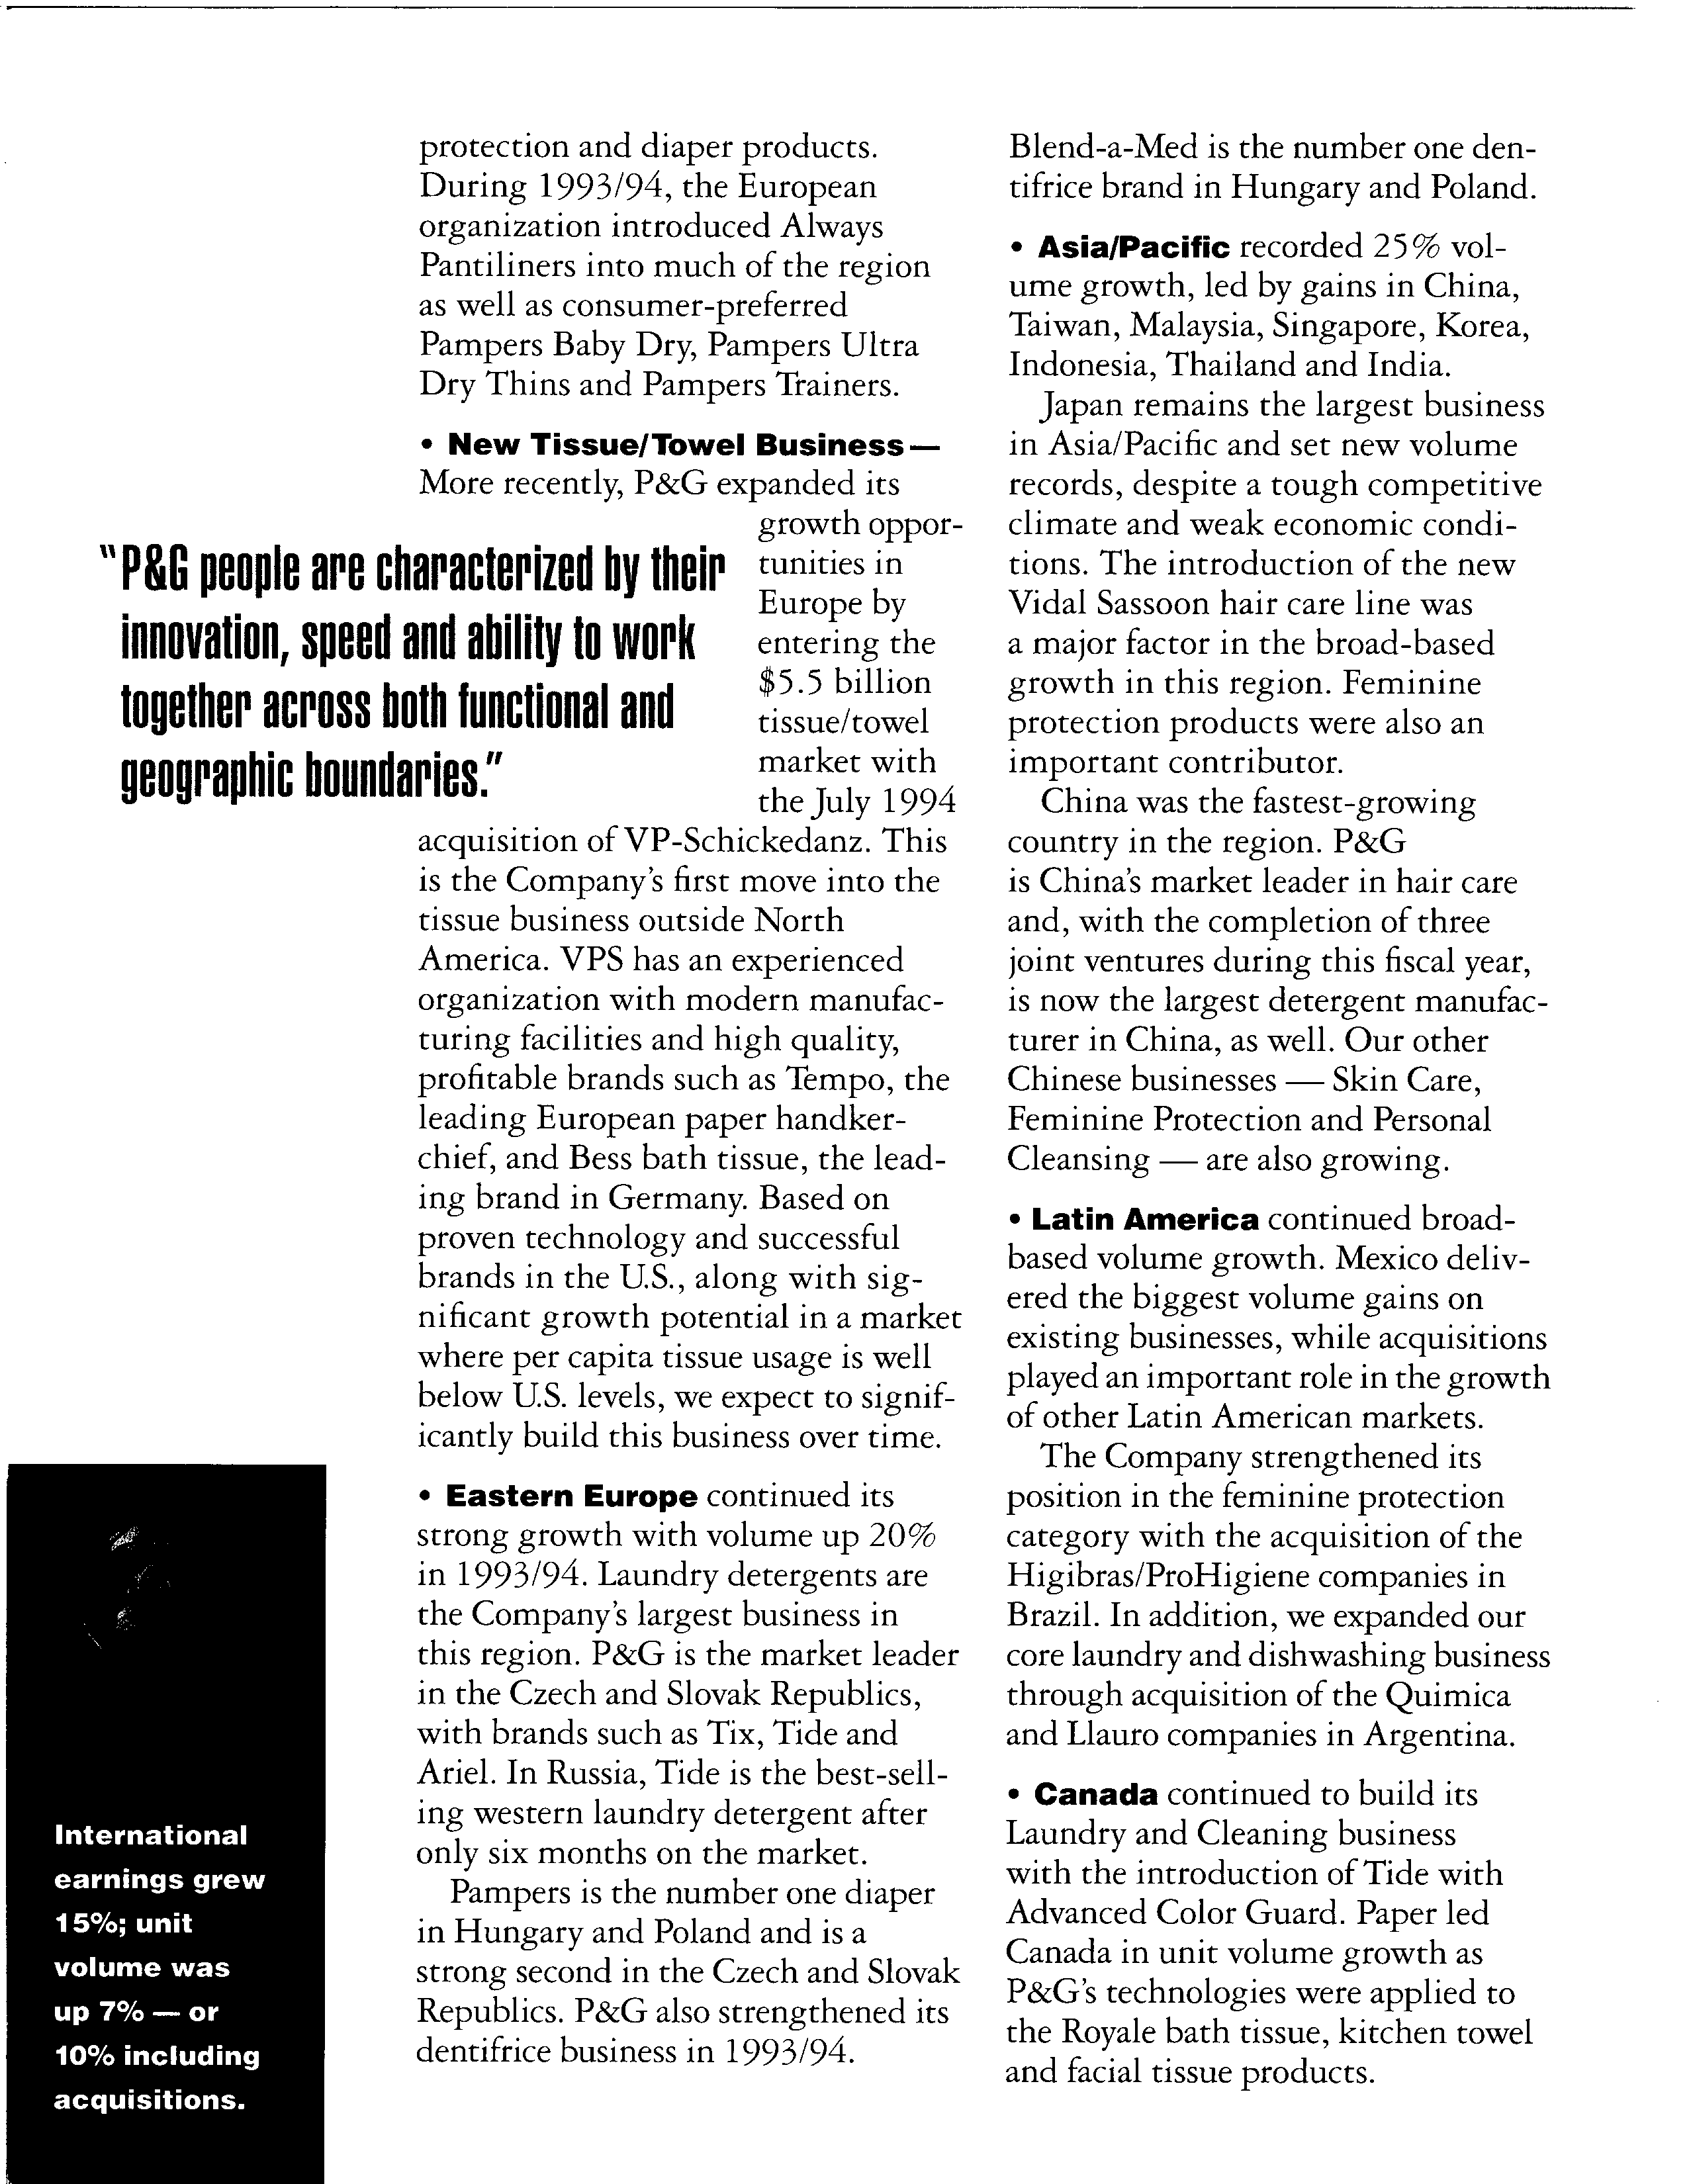 protection and diaper products.
During 1993/94, the European
organization introduced Always
Pantiliners into much of the region
as well as consumer-preferred
Pampers Baby Dry, Pampers Ultra
Dry Thins and Pampers Trainers.
• New Tissue/Towel Business—
More recently, P&G expanded its
growth oppor-
tunities in
Europe by
entering the
$5.5 billion
tissue/towel
market with
the July 1994
acquisition of VP-Schickedanz. This
is the Company's first move into the
tissue business outside North
America. VPS has an experienced
organization with modern manufac-
turing facilities and high quality,
profitable brands such as Tempo, the
leading European paper handker-
chief, and Bess bath tissue, the lead-
ing brand in Germany. Based on
proven technology and successful
brands in the U.S., along with sig-
nificant growth potential in a market
where per capita tissue usage is well
below U.S. levels, we expect to signif-
icantly build this business over time.
• Eastern Europe continued its
strong growth with volume up 20%
in 1993/94. Laundry detergents are
the Company's largest business in
this region. P&G is the market leader
in the Czech and Slovak Republics,
with brands such as Tix, Tide and
Ariel. In Russia, Tide is the best-sell-
ing western laundry detergent after
only six months on the market.
Pampers is the number one diaper
in Hungary and Poland and is a
strong second in the Czech and Slovak
Republics. P&G also strengthened its
dentifrice business in 1993/94.
"P&G people are characterized by their
innovation, speed and ability to work
together across both functional and
geographic boundaries."
International
earnings grew
15%; unit
volume was
up 7% — or
10% including
acquisitions.
Blend-a-Med is the number one den-
tifrice brand in Hungary and Poland.
• Asia/Pacific recorded 25% vol-
ume growth, led by gains in China,
Taiwan, Malaysia, Singapore, Korea,
Indonesia, Thailand and India.
Japan remains the largest business
in Asia/Pacific and set new volume
records, despite a tough competitive
climate and weak economic condi-
tions. The introduction of the new
Vidal Sassoon hair care line was
a major factor in the broad-based
growth in this region. Feminine
protection products were also an
important contributor.
China was the fastest-growing
country in the region. P&G
is China's market leader in hair care
and, with the completion of three
joint ventures during this fiscal year,
is now the largest detergent manufac-
turer in China, as well. Our other
Chinese businesses — Skin Care,
Feminine Protection and Personal
Cleansing — are also growing.
• Latin America continued broad-
based volume growth. Mexico deliv-
ered the biggest volume gains on
existing businesses, while acquisitions
played an important role in the growth
of other Latin American markets.
The Company strengthened its
position in the feminine protection
category with the acquisition of the
Higibras/ProHigiene companies in
Brazil. In addition, we expanded our
core laundry and dishwashing business
through acquisition of the Quimica
and Llauro companies in Argentina.
• Canada continued to build its
Laundry and Cleaning business
with the introduction of Tide with
Advanced Color Guard. Paper led
Canada in unit volume growth as
P&G's technologies were applied to
the Royale bath tissue, kitchen towel
and facial tissue products.